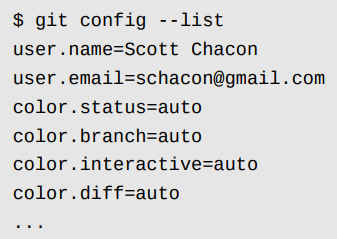 $ git config --list
user.name=Scott Chacon
user.email=schacon@gmail.com
color.status=auto
color.branch=auto
color.interactive=auto
color.diff=auto
...